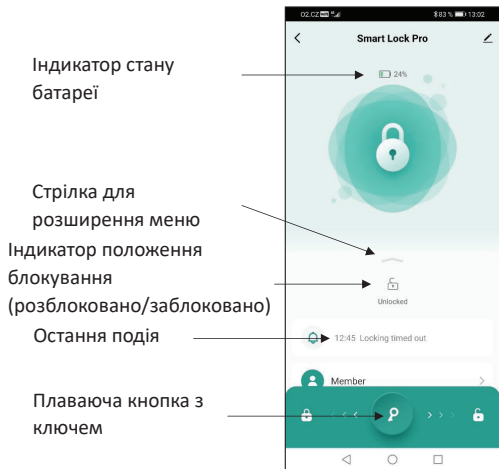 O2.CZ
83 % 13:02
Smart Lock Pro
24%
Індикатор стану
батареї
Стрілка для
розширення меню
Індикатор положення
блокування
(розблоковано/заблоковано)
Unlocked
Остання подія
12:45 Locking timed out
Member
Плаваюча кнопка з
ключем